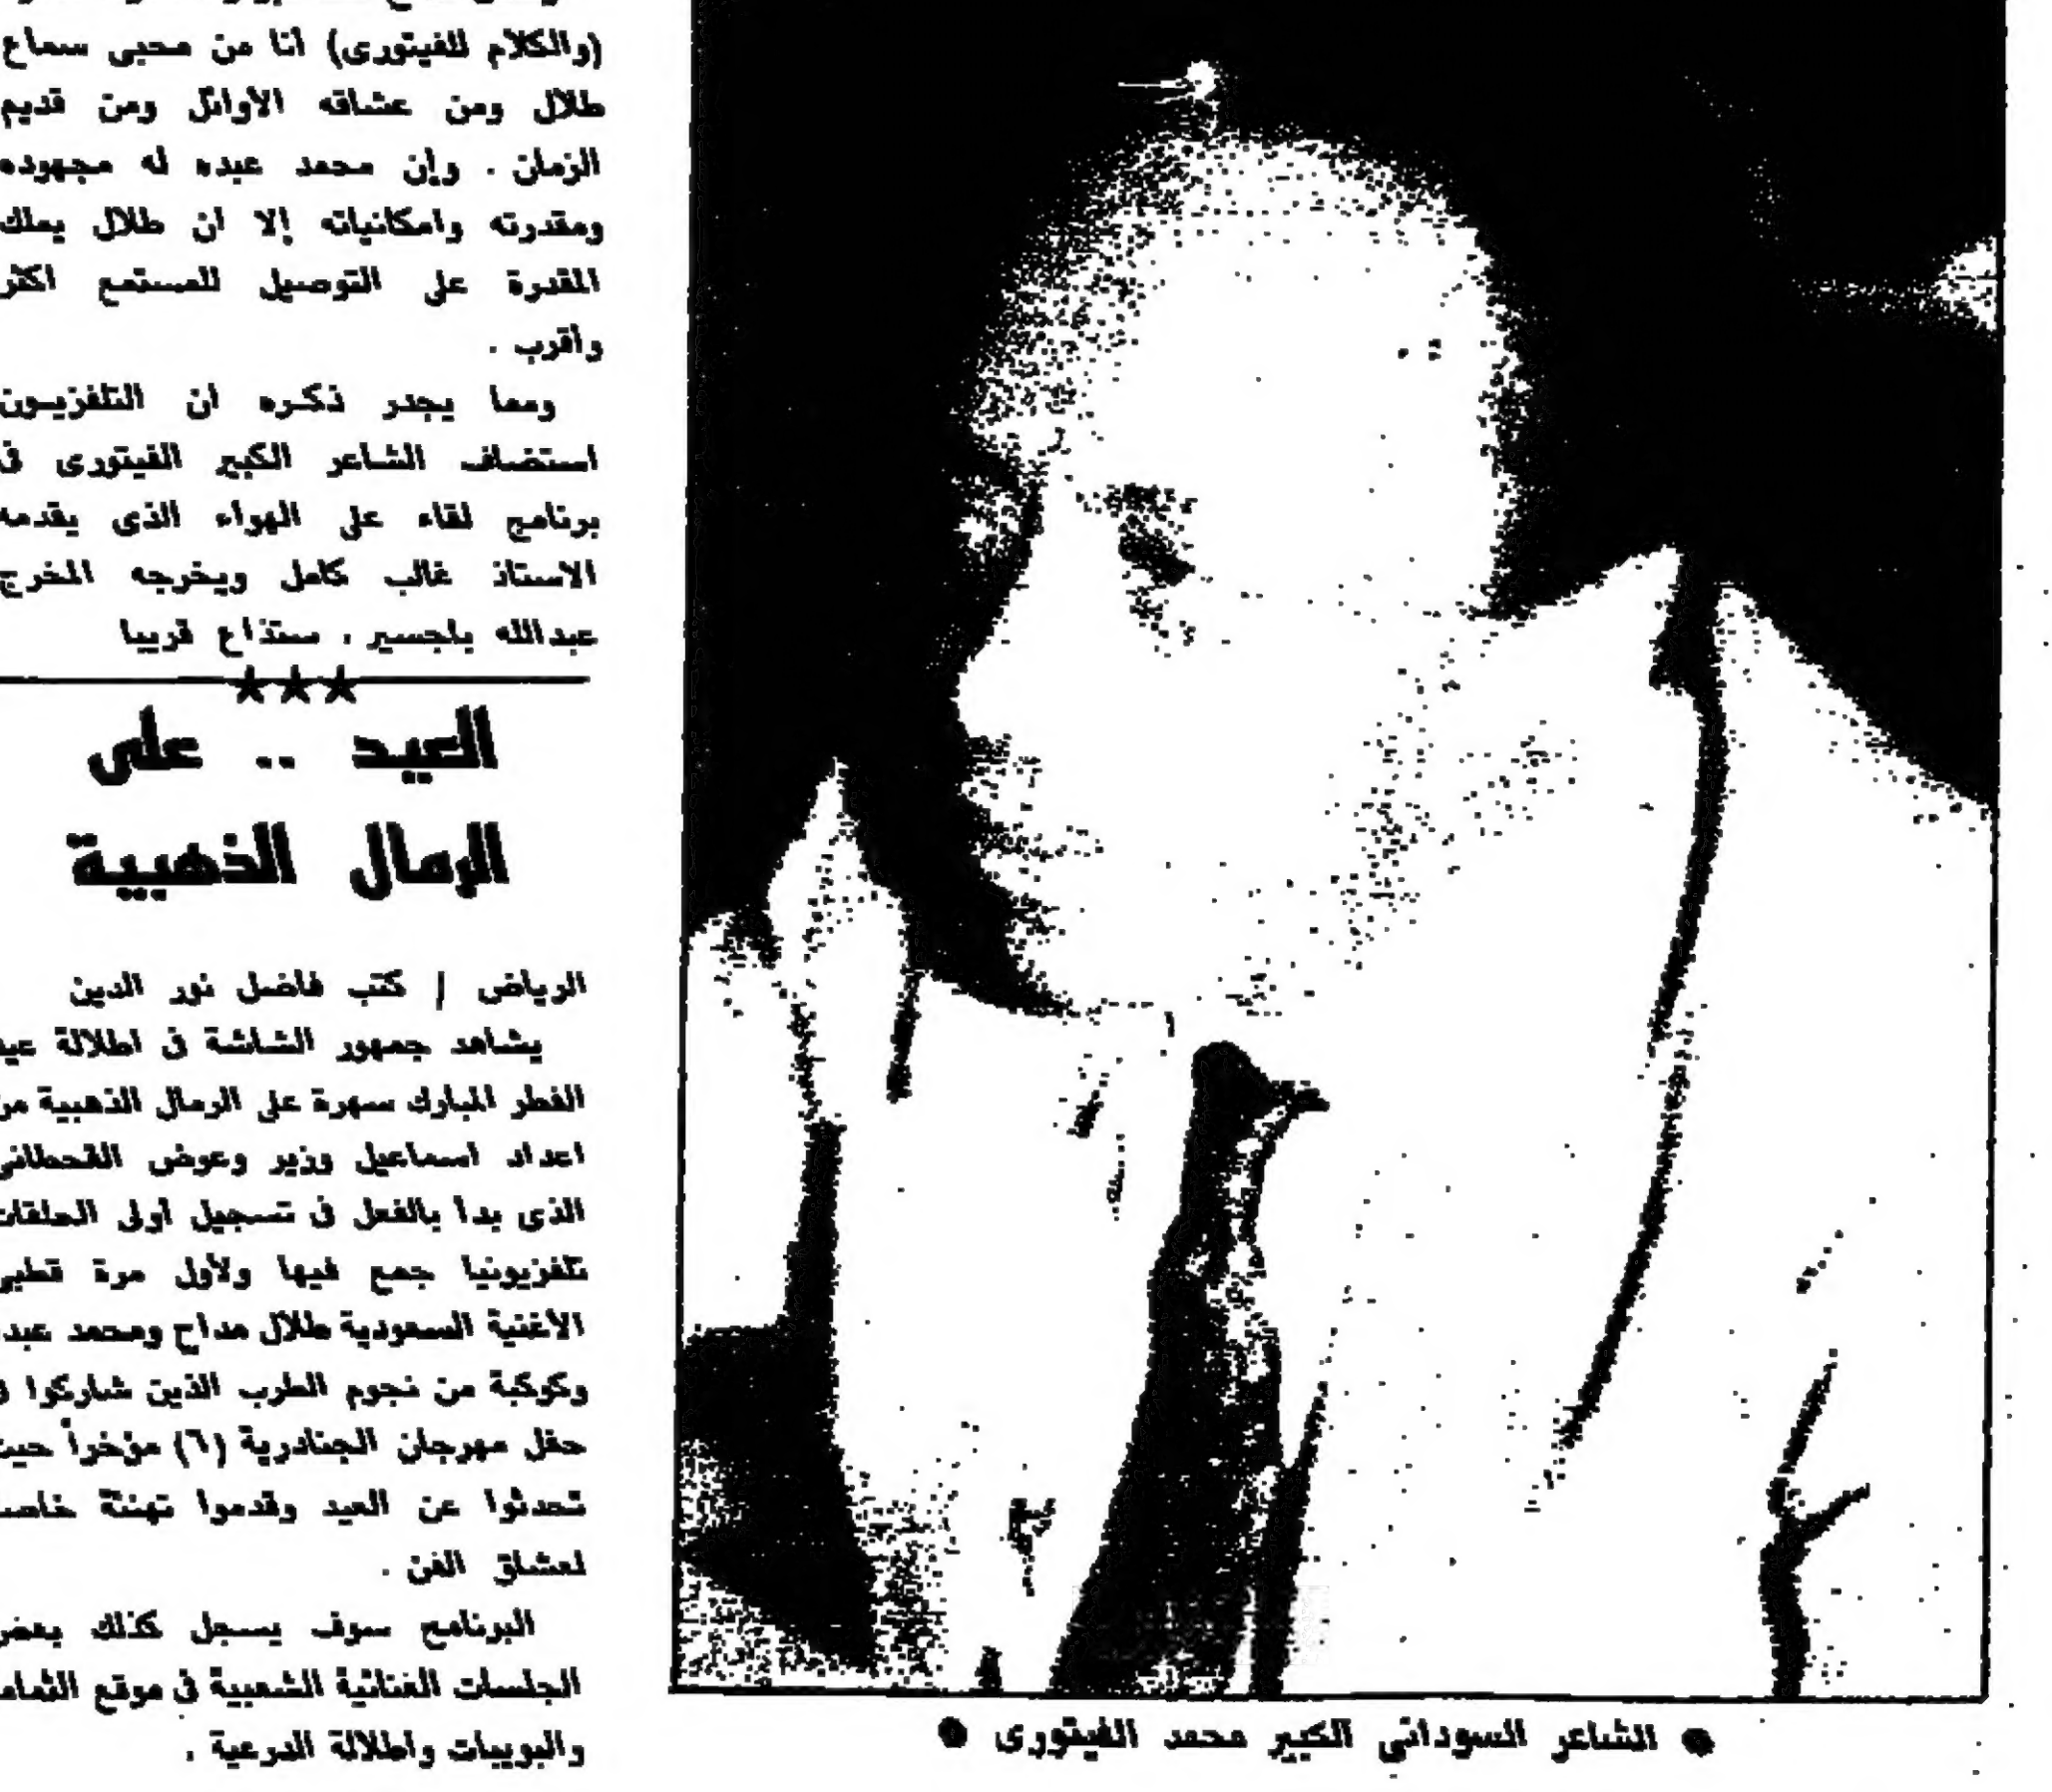 (والكلام للفيتورى) انا من محبى سماع
طلال ومن عشاقه الأوائل ومن قديم
الزمان . وإن محمد عبده له مجهوده
ومقدرته وامكانياته إلا ان طلال يملك
المقدرة على التوصيل للمستمع اكثر
وأقرب .
ومما يجدر ذكره ان التلفزيون
استضاف الشاعر الكبير الفيتورى فى
برنامج لقاء على الهواء الذى يقدمه
الاستاذ غالب كامل ويخرجه المخرج
عبدالله بلجسير . ستذاع قريبا
★★★
العيد .. على
الرمال الذهبية
الرياض / كتب فاضل نور الدين
يشاهد جمهور الشاشة فى اطلالة عيد
الفطر المبارك سهرة على الرمال الذهبية من
اعداد اسماعيل وزير وعوض القحطانى
الذى بدا بالفعل فى تسجيل اولى الحلقات
تلفزيونيا جمع فيها ولأول مرة قطبى
الأغنية السعودية طلال مداح ومحمد عبده
وكوكبة من نجوم الطرب الذين شاركوا فى
حفل مهرجان الجنادرية (٦) مؤخراً حيث
تحدثوا عن العيد وقدموا تهنئة خاصة
لعشاق الفن .
البرنامج سوف يسجل كذلك بعض
الجلسات الغنائية الشعبية فى موقع الثمامة
والبويبات واطلالة الدرعية .
● الشاعر السودانى الكبير محمد الفيتورى ●